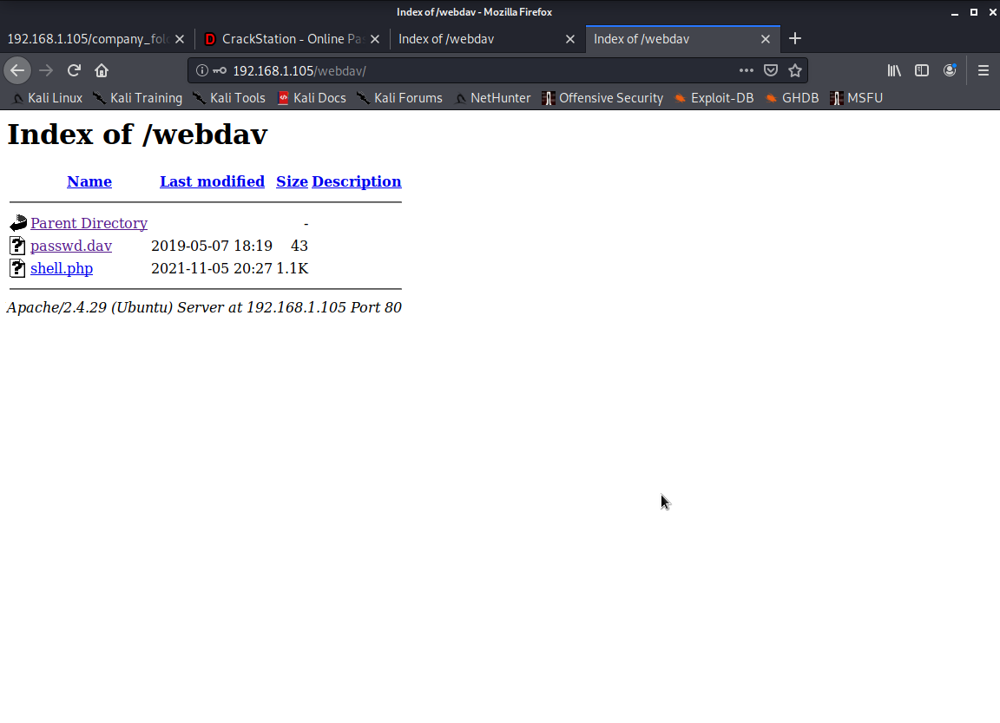 Index of /webdav - Mozilla Firefox
192.168.1.105/company_fol
CrackStation - Online Pa
Index of /webdav
Index of /webdav
192.168.1.105/webdav/
Kali Linux Kali Training Kali Tools Kali Docs Kali Forums NetHunter Offensive Security Exploit-DB GHDB MSFU
Index of /webdav
Name Last modified Size Description
Parent Directory -
passwd.dav 2019-05-07 18:19 43
shell.php 2021-11-05 20:27 1.1K
Apache/2.4.29 (Ubuntu) Server at 192.168.1.105 Port 80